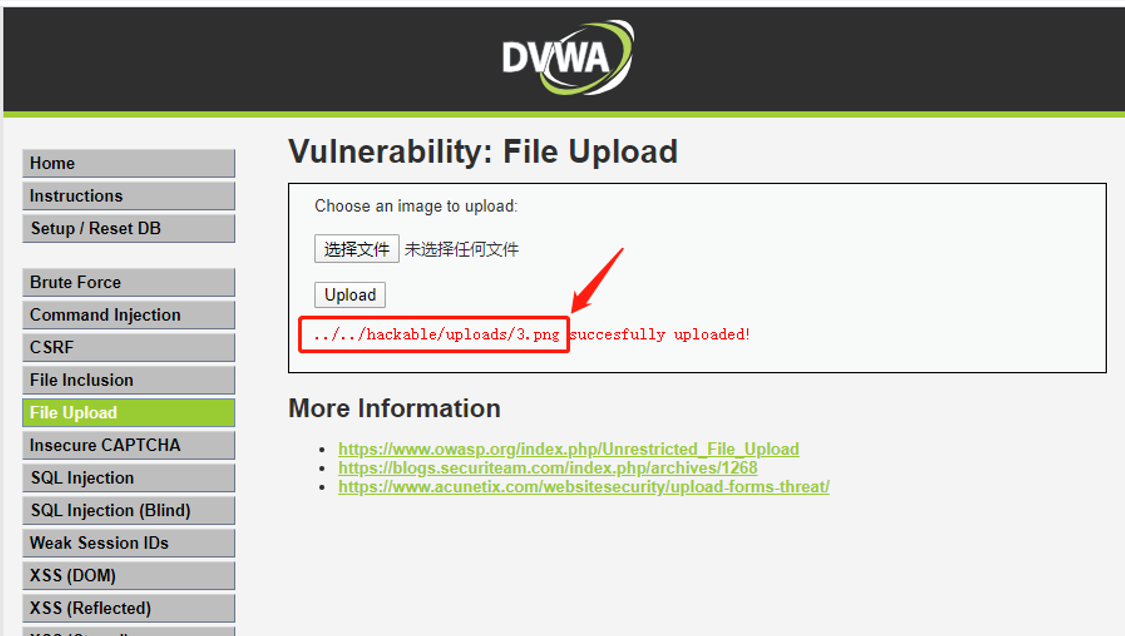 DVWA
Home
Instructions
Setup / Reset DB
Brute Force
Command Injection
CSRF
File Inclusion
File Upload
Insecure CAPTCHA
SQL Injection
SQL Injection (Blind)
Weak Session IDs
XSS (DOM)
XSS (Reflected)
Vulnerability: File Upload
Choose an image to upload:
选择文件 未选择任何文件
Upload
../../hackable/uploads/3.png succesfully uploaded!
More Information
https://www.owasp.org/index.php/Unrestricted_File_Upload
https://blogs.securiteam.com/index.php/archives/1268
https://www.acunetix.com/websitesecurity/upload-forms-threat/